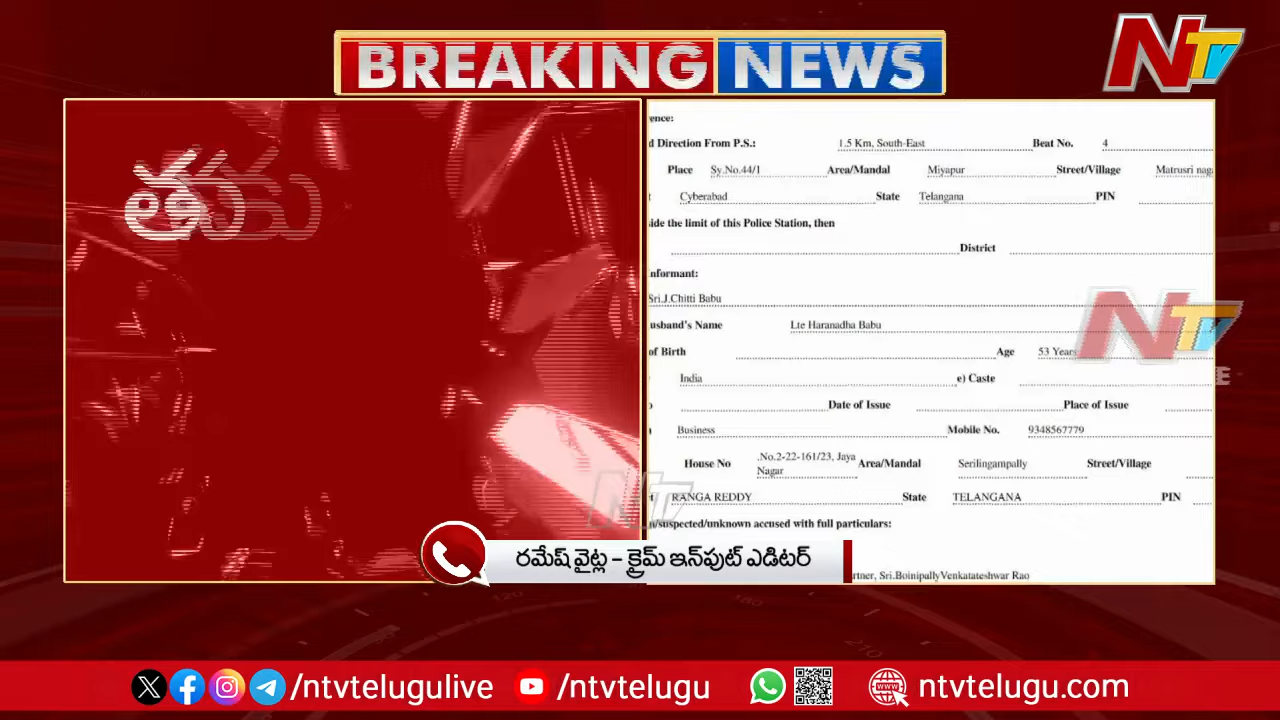 BREAKING NEWS
NTV
ence:
d Direction From P.S.: 1.5 Km, South-East Beat No. 4
Place Sy.No.44/1 Area/Mandal Miyapur Street/Village Matrusri nag
t Cyberabad State Telangana PIN
ide the limit of this Police Station, then
District
nformant:
Sri.J.Chitti Babu
usband's Name Lte Haranadha Babu
of Birth Age 53 Years
India e) Caste
o Date of Issue Place of Issue
n Business Mobile No. 9348567779
House No .No.2-22-161/23, Jaya Nagar Area/Mandal Serilingampally Street/Village
ct RANGA REDDY State TELANGANA PIN
n/suspected/unknown accused with full particulars:
rtner, Sri.BoinipallyVenkatateshwar Rao
NTV
NTV
రమేష్ వైట్ల – క్రైమ్ ఇన్‌పుట్ ఎడిటర్
/ntvtelugulive /ntvtelugu ntvtelugu.com